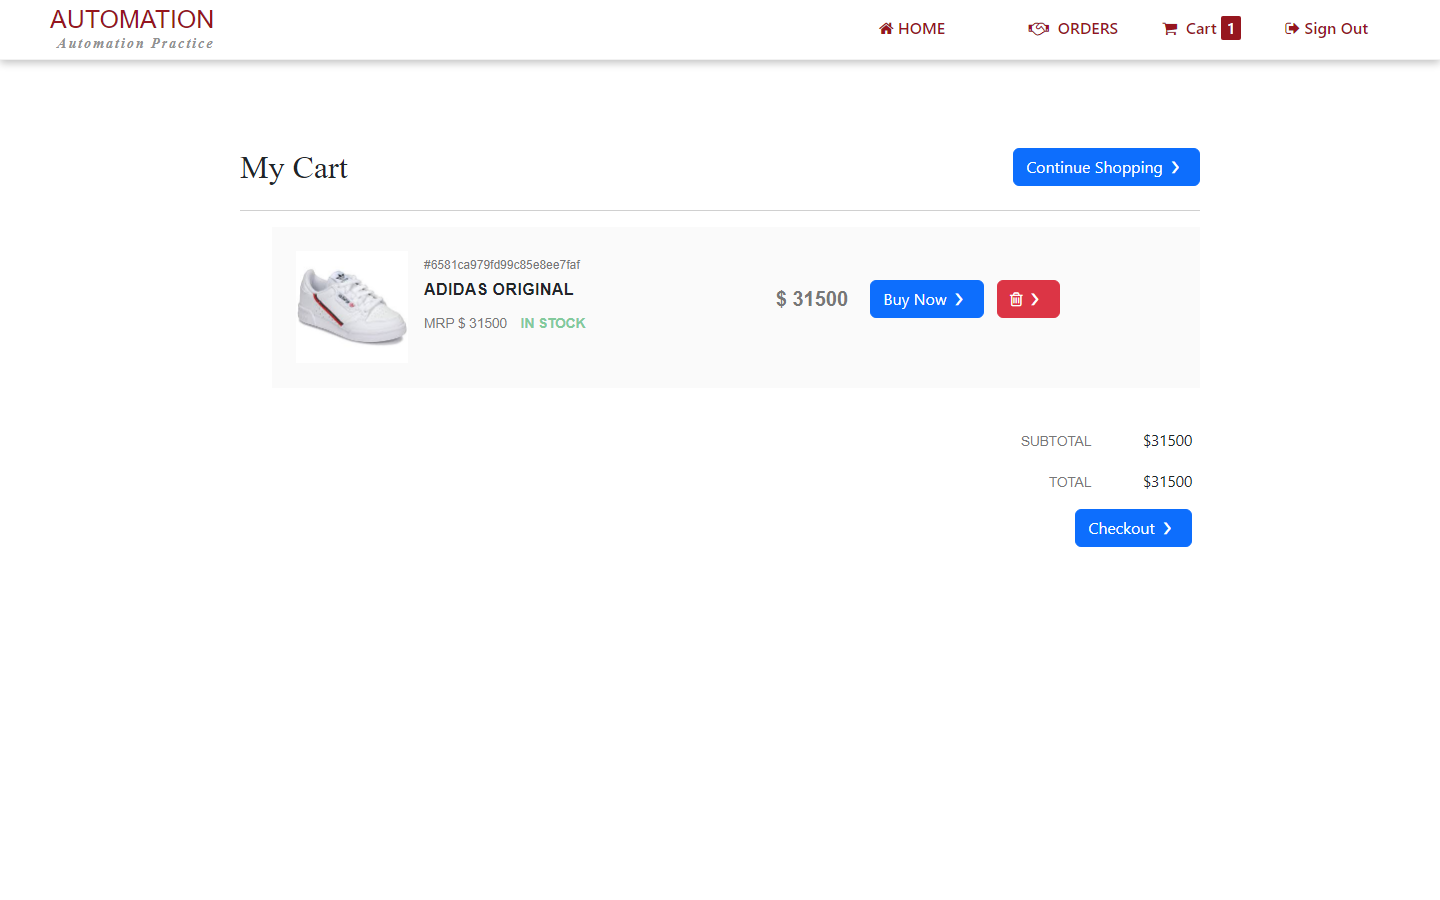 AUTOMATION
Automation Practice
HOME
ORDERS
Cart 1
Sign Out
My Cart
Continue Shopping
#6581ca979fd99c85e8ee7faf
ADIDAS ORIGINAL
MRP $ 31500 IN STOCK
$ 31500
Buy Now
SUBTOTAL $31500
TOTAL $31500
Checkout